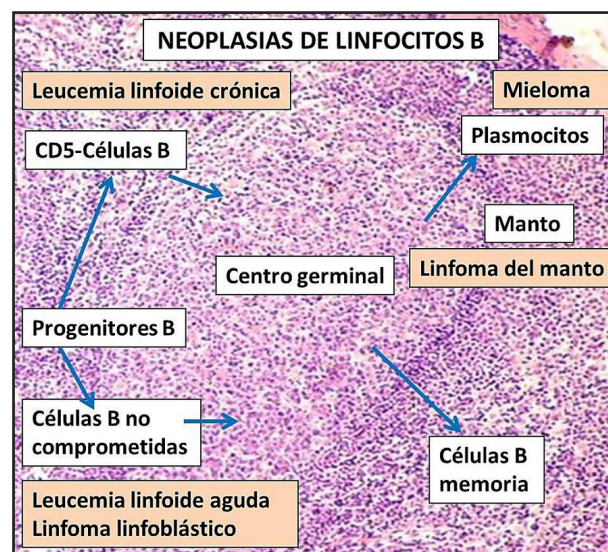 NEOPLASIAS DE LINFOCITOS B
Leucemia linfoide crónica
Mieloma
CD5-Células B
Plasmocitos
Manto
Linfoma del manto
Centro germinal
Progenitores B
Células B no
comprometidas
Células B
memoria
Leucemia linfoide aguda
Linfoma linfoblástico